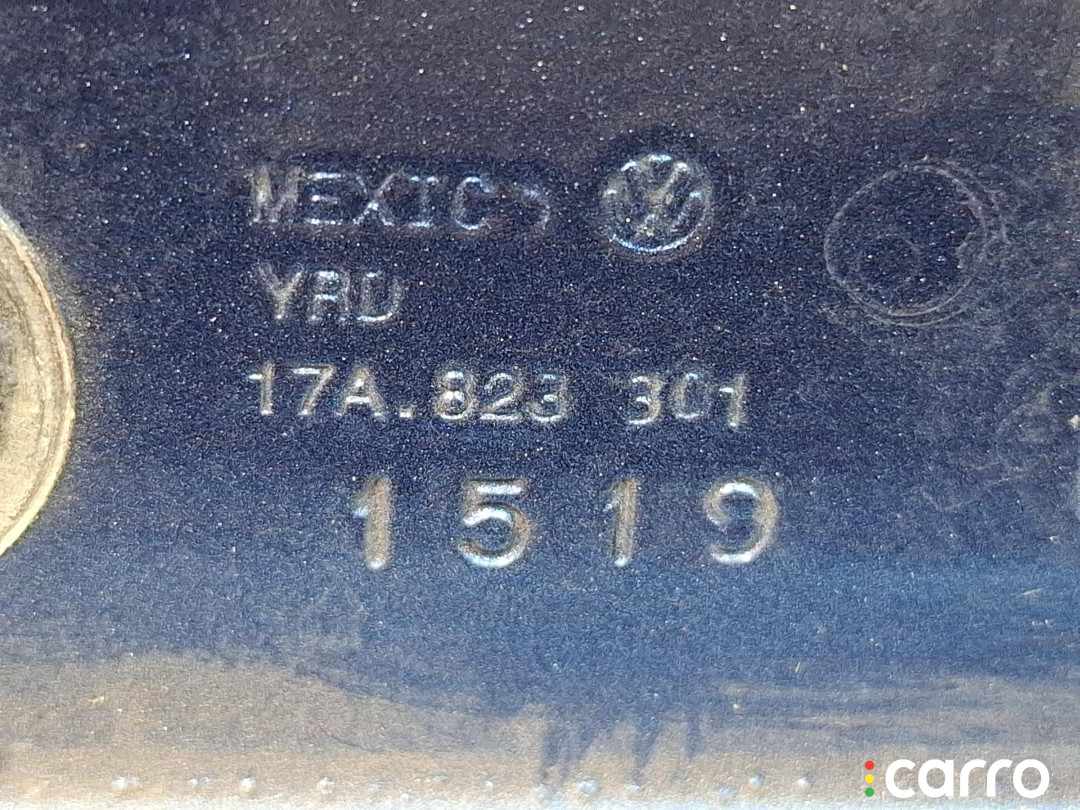 MEXICO
YRD
17A.823 301
1519
carro